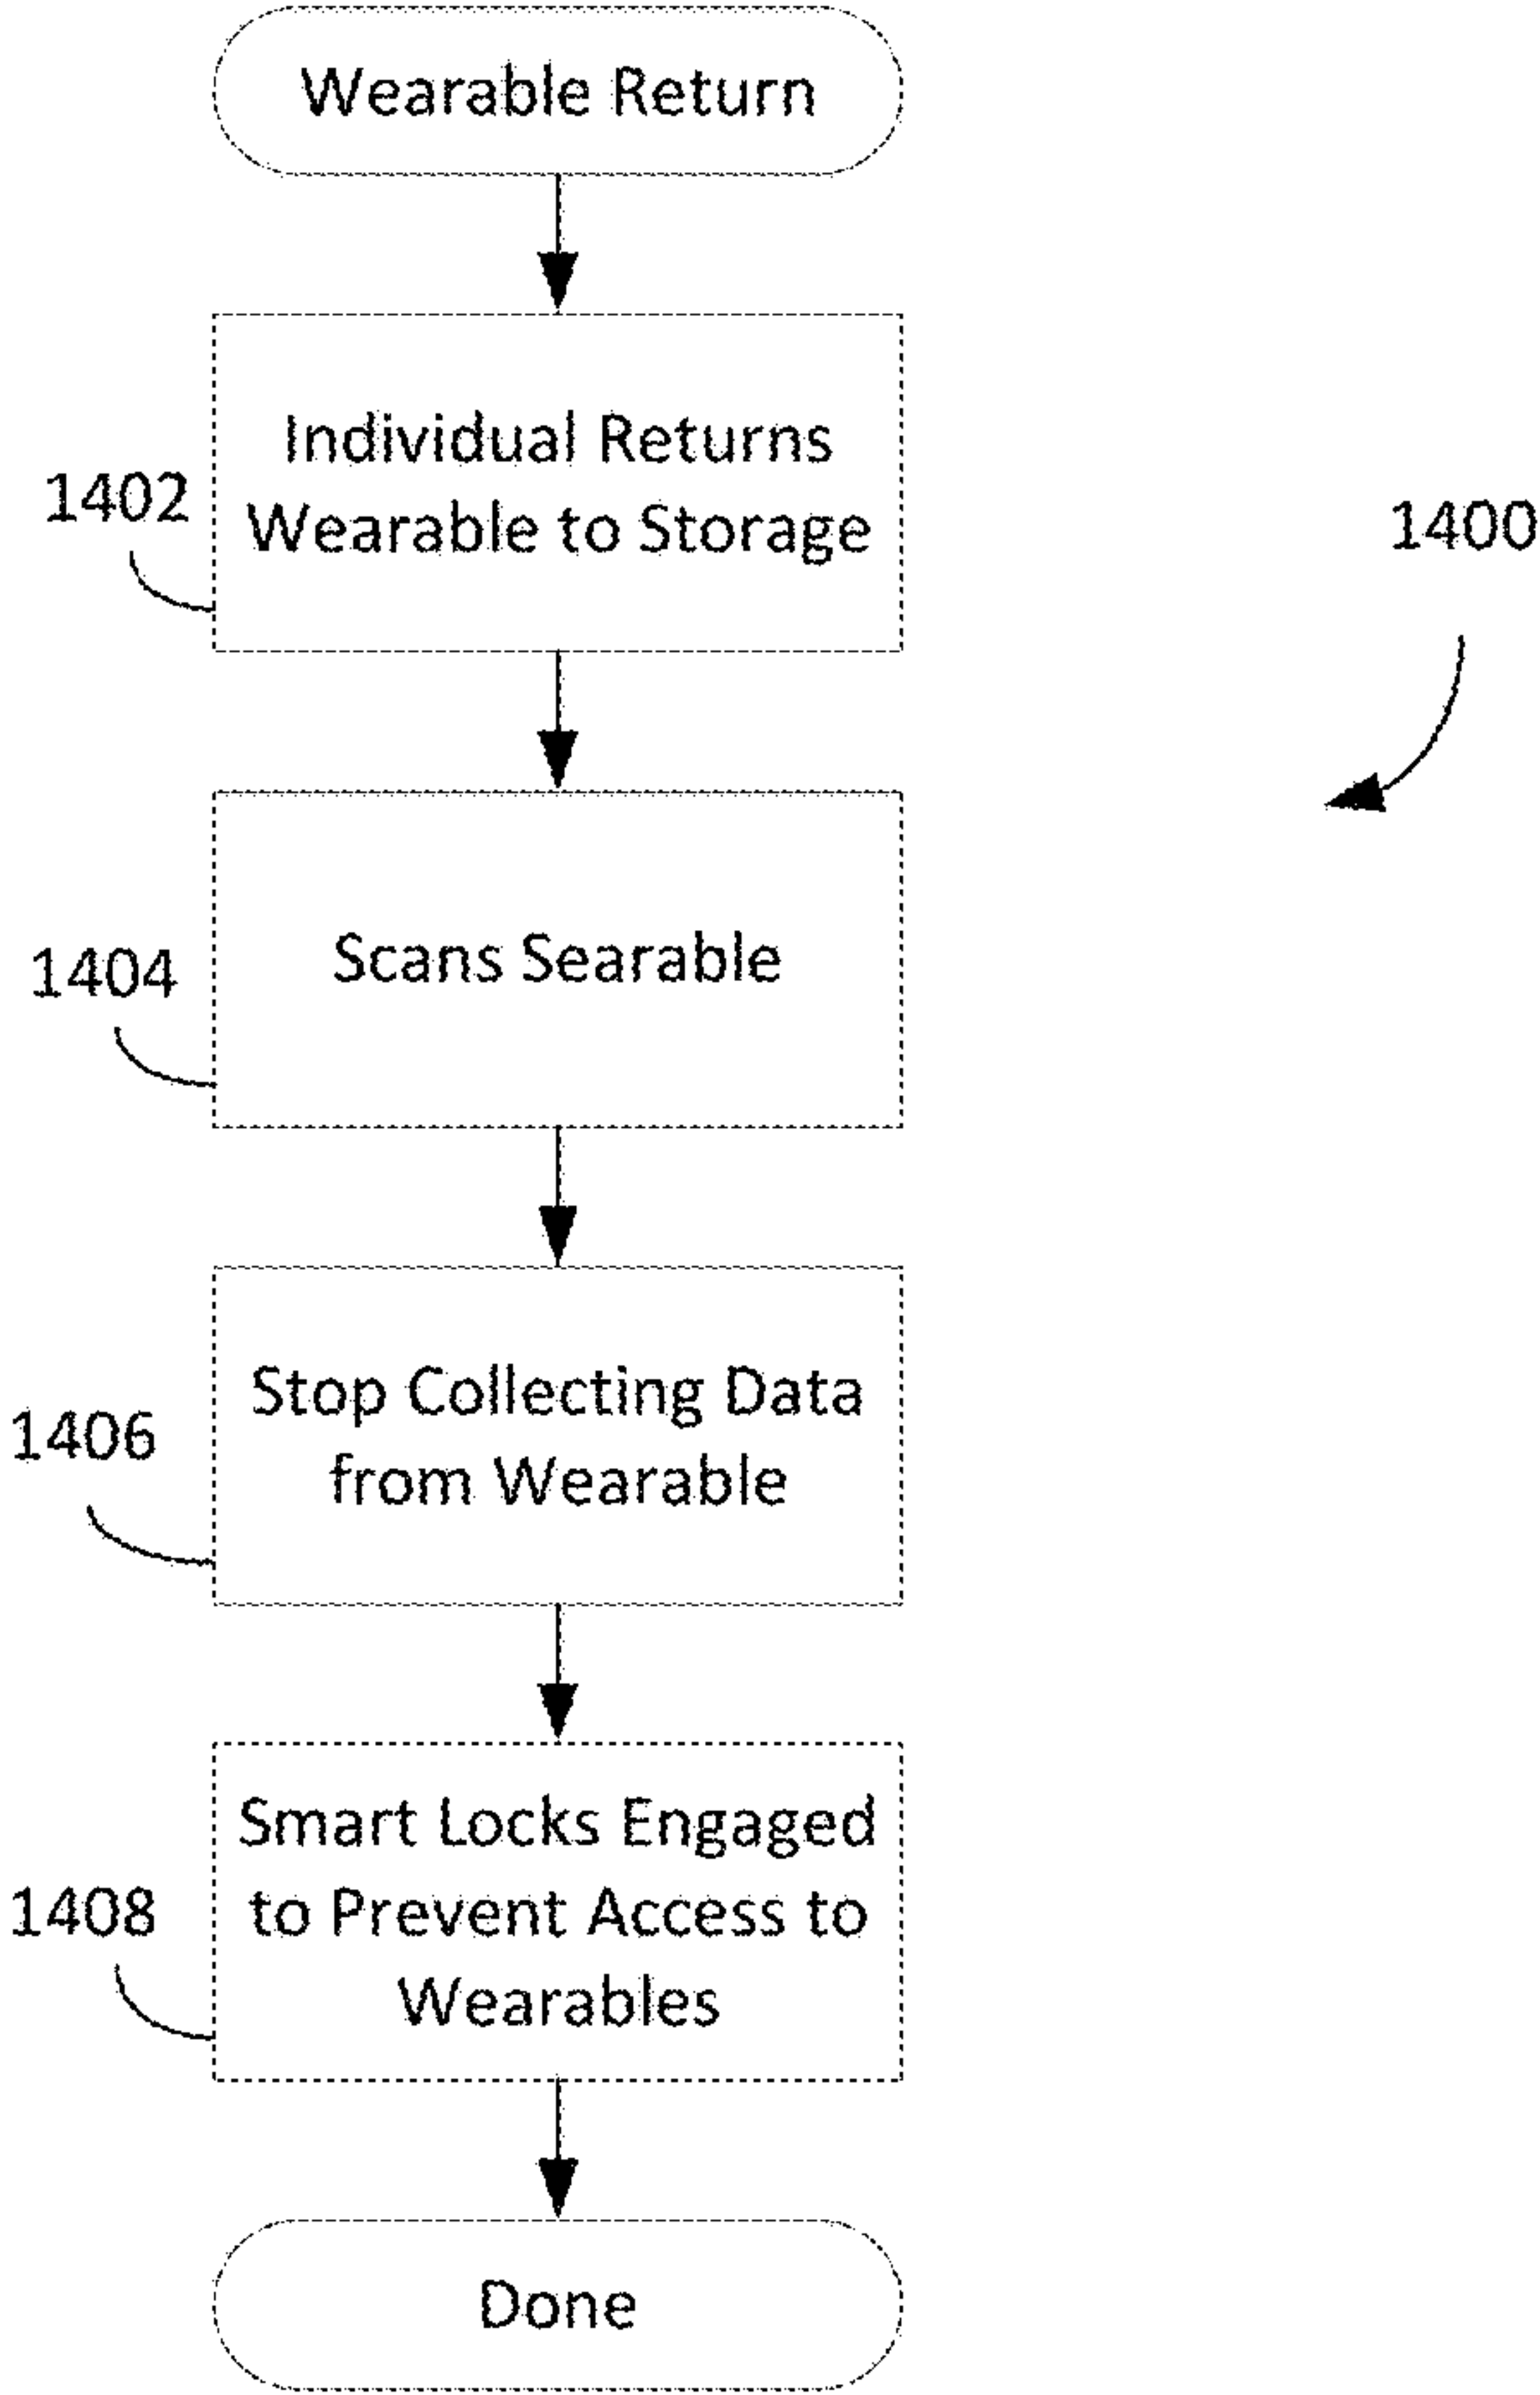 Wearable Return
Individual Returns
Wearable to Storage
1402
1400
Scans Searable
1404
Stop Collecting Data
from Wearable
1406
Smart Locks Engaged
to Prevent Access to
Wearables
1408
Done